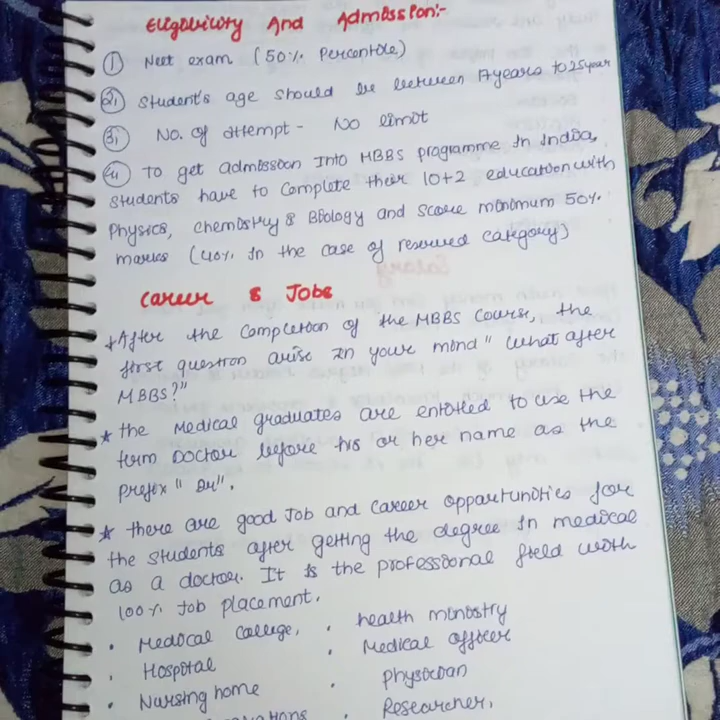 Eligibility And Admission:-
① Neet exam (50% Percentile)
② Student's age should be between 17years to 25year
③ No. of attempt - No limit
④ To get admission Into MBBS programme In India,
students have to complete their 10+2 education with
Physics, chemistry & Biology and score minimum 50%
marks (40% In the case of reserved category)
Career & Jobs
★ After the completion of the MBBS course, the
first question arise In your mind "what after
MBBS?"
★ the medical graduates are entitled to use the
term Doctor before his or her name as the
prefix "Dr".
★ there are good job and career opportunities for
the students after getting the degree In medical
as a doctor. It is the professional field with
100% Job placement.
• Medical college, • health ministry
• Hospital • Medical officer
• Nursing home • Physician
• Researcher,